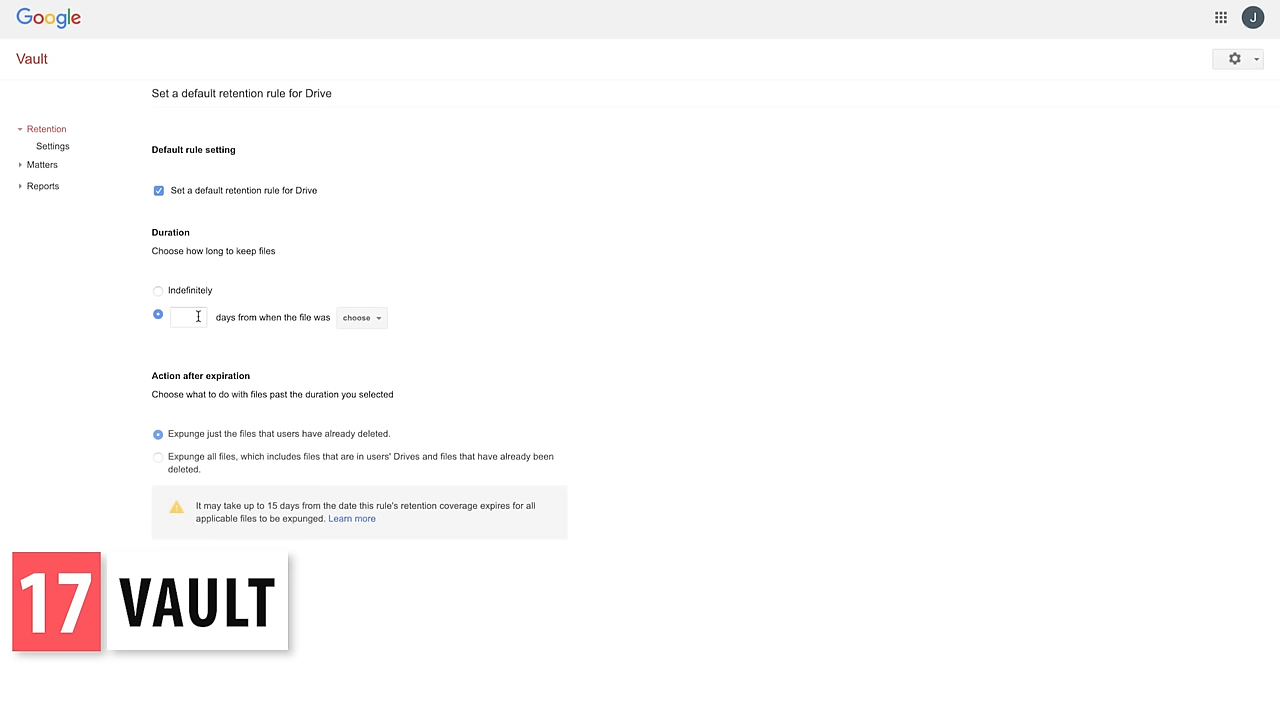 Google
J
Vault
Set a default retention rule for Drive
Retention
Settings
Matters
Reports
Default rule setting
Set a default retention rule for Drive
Duration
Choose how long to keep files
Indefinitely
days from when the file was choose
Action after expiration
Choose what to do with files past the duration you selected
Expunge just the files that users have already deleted.
Expunge all files, which includes files that are in users' Drives and files that have already been
deleted.
It may take up to 15 days from the date this rule's retention coverage expires for all
applicable files to be expunged. Learn more
17 VAULT